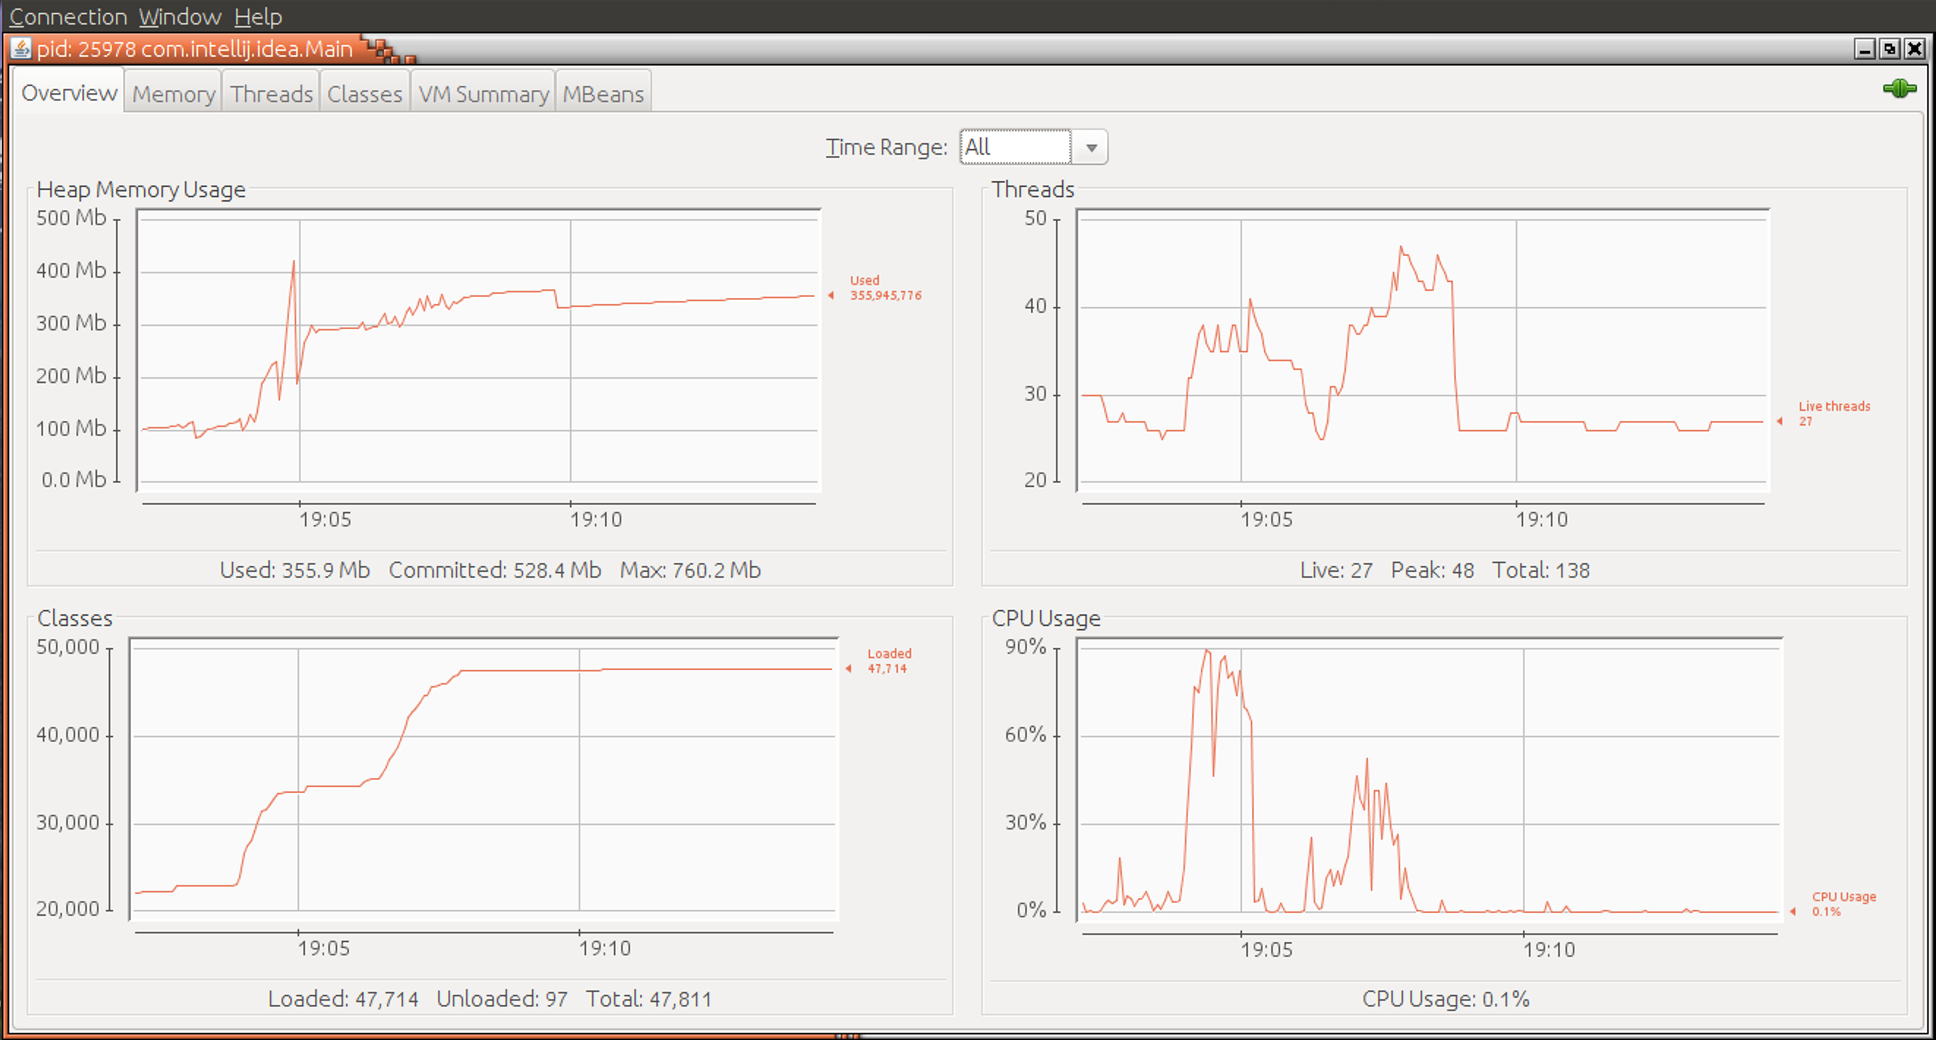 Connection Window Help
pid: 25978 com.intellij.idea.Main
Overview Memory Threads Classes VM Summary MBeans
Time Range: All
Heap Memory Usage
500 Mb
400 Mb
300 Mb
200 Mb
100 Mb
0.0 Mb
19:05 19:10
Used
355,945,776
Used: 355.9 Mb Committed: 528.4 Mb Max: 760.2 Mb
Threads
50
40
30
20
19:05 19:10
Live threads
27
Live: 27 Peak: 48 Total: 138
Classes
50,000
40,000
30,000
20,000
19:05 19:10
Loaded
47,714
Loaded: 47,714 Unloaded: 97 Total: 47,811
CPU Usage
90%
60%
30%
0%
19:05 19:10
CPU Usage
0.1%
CPU Usage: 0.1%